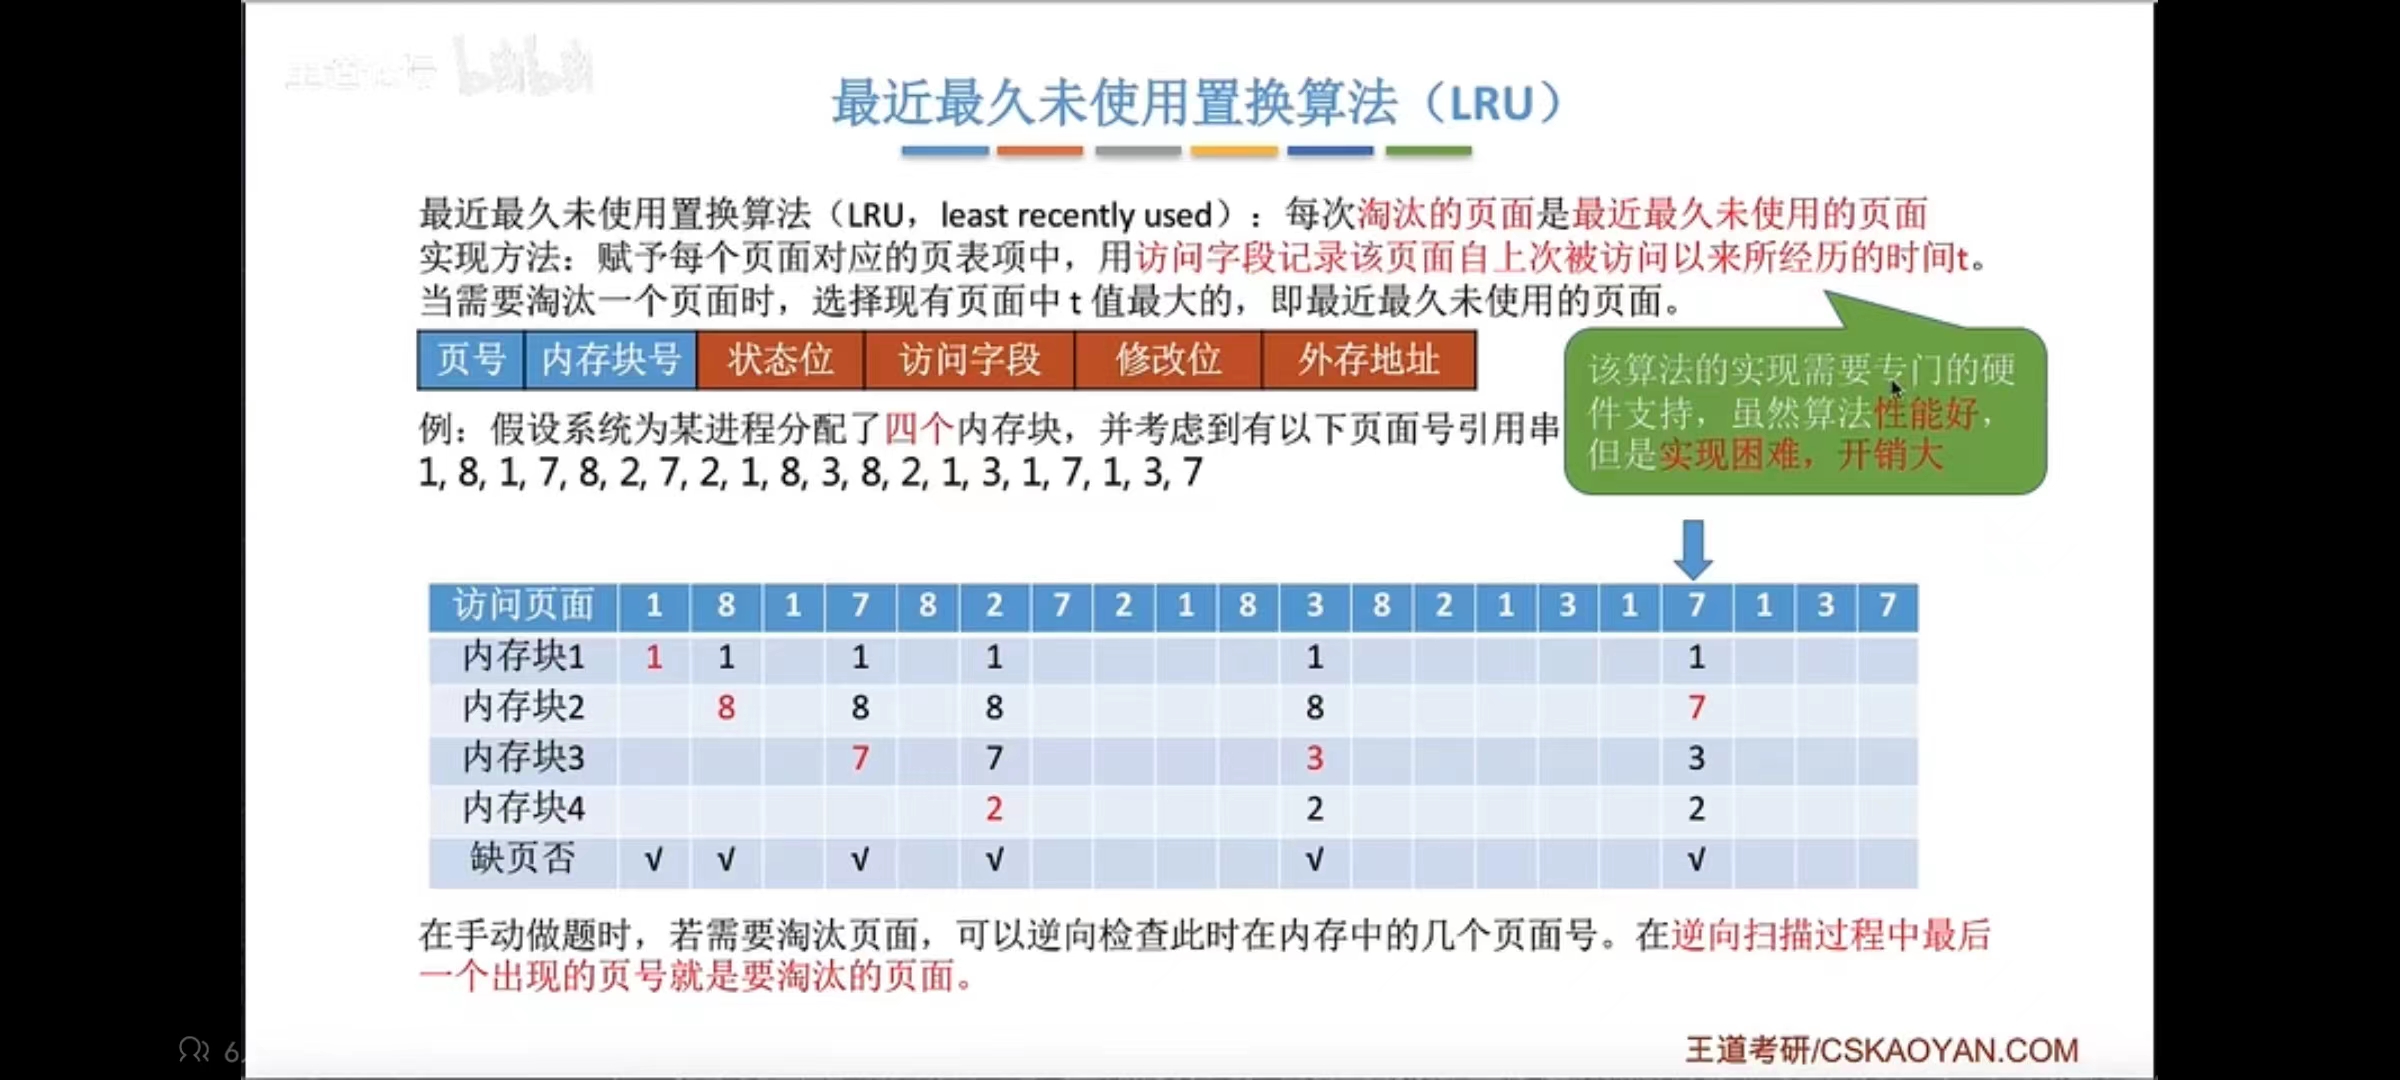 王道论坛 bilibili
最近最久未使用置换算法（LRU）
最近最久未使用置换算法（LRU，least recently used）：每次淘汰的页面是最近最久未使用的页面
实现方法：赋予每个页面对应的页表项中，用访问字段记录该页面自上次被访问以来所经历的时间t。
当需要淘汰一个页面时，选择现有页面中 t 值最大的，即最近最久未使用的页面。
页号 内存块号 状态位 访问字段 修改位 外存地址
该算法的实现需要专门的硬
件支持，虽然算法性能好，
但是实现困难，开销大
例：假设系统为某进程分配了四个内存块，并考虑到有以下页面号引用串
1, 8, 1, 7, 8, 2, 7, 2, 1, 8, 3, 8, 2, 1, 3, 1, 7, 1, 3, 7
访问页面 1 8 1 7 8 2 7 2 1 8 3 8 2 1 3 1 7 1 3 7
内存块1 1 1 1 1 1 1
内存块2 8 8 8 8 7
内存块3 7 7 3 3
内存块4 2 2 2
缺页否 √ √ √ √ √ √
在手动做题时，若需要淘汰页面，可以逆向检查此时在内存中的几个页面号。在逆向扫描过程中最后
一个出现的页号就是要淘汰的页面。
王道考研/CSKAOYAN.COM